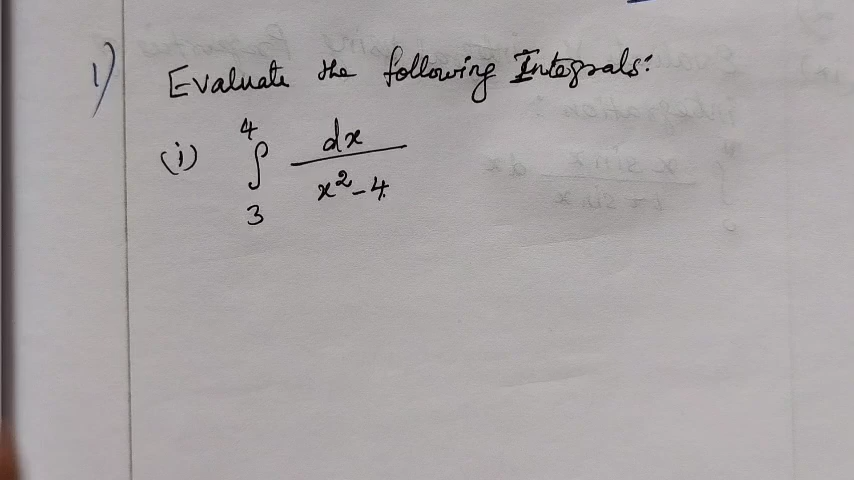 1) Evaluate the following Integrals:
(i) ∫₃⁴ dx / (x² - 4)